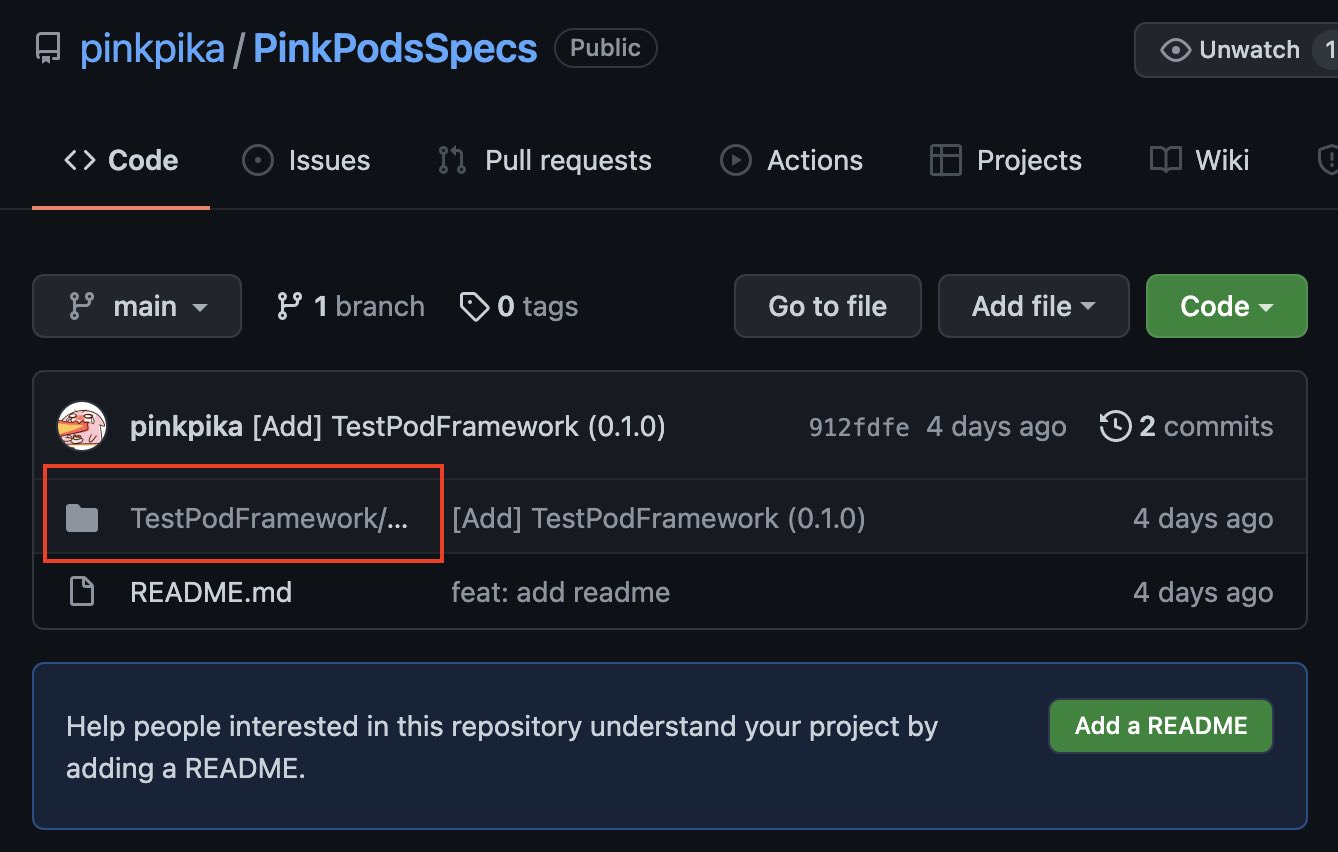 pinkpika / PinkPodsSpecs Public Unwatch 1
Code Issues Pull requests Actions Projects Wiki
main 1 branch 0 tags Go to file Add file Code
pinkpika [Add] TestPodFramework (0.1.0) 912fdfe 4 days ago 2 commits
TestPodFramework/... [Add] TestPodFramework (0.1.0) 4 days ago
README.md feat: add readme 4 days ago
Help people interested in this repository understand your project by
adding a README.
Add a README